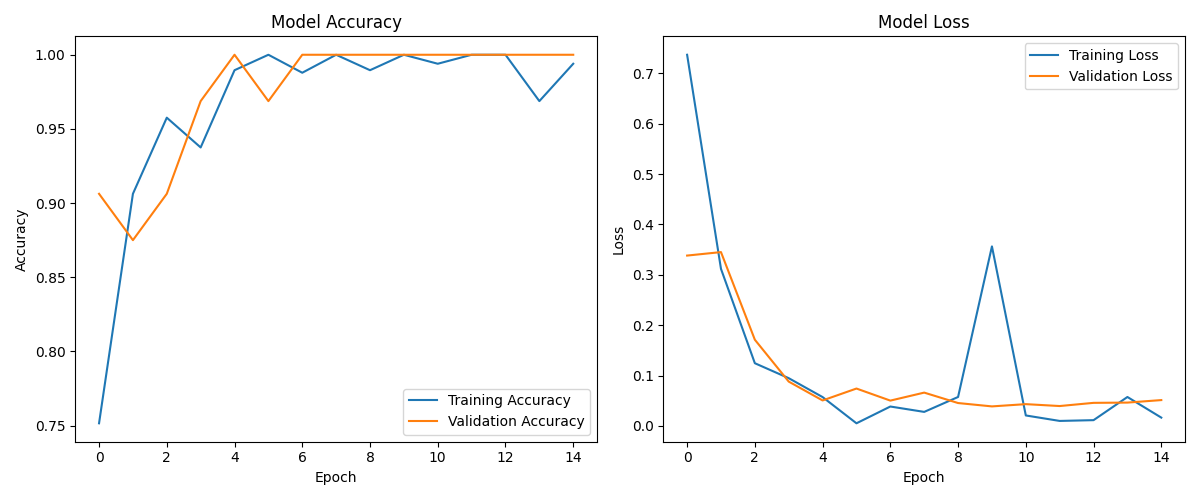 Model Accuracy
1.00
0.95
0.90
0.85
0.80
0.75
Accuracy
0 2 4 6 8 10 12 14
Epoch
Training Accuracy
Validation Accuracy
Model Loss
0.7
0.6
0.5
0.4
0.3
0.2
0.1
0.0
Loss
0 2 4 6 8 10 12 14
Epoch
Training Loss
Validation Loss